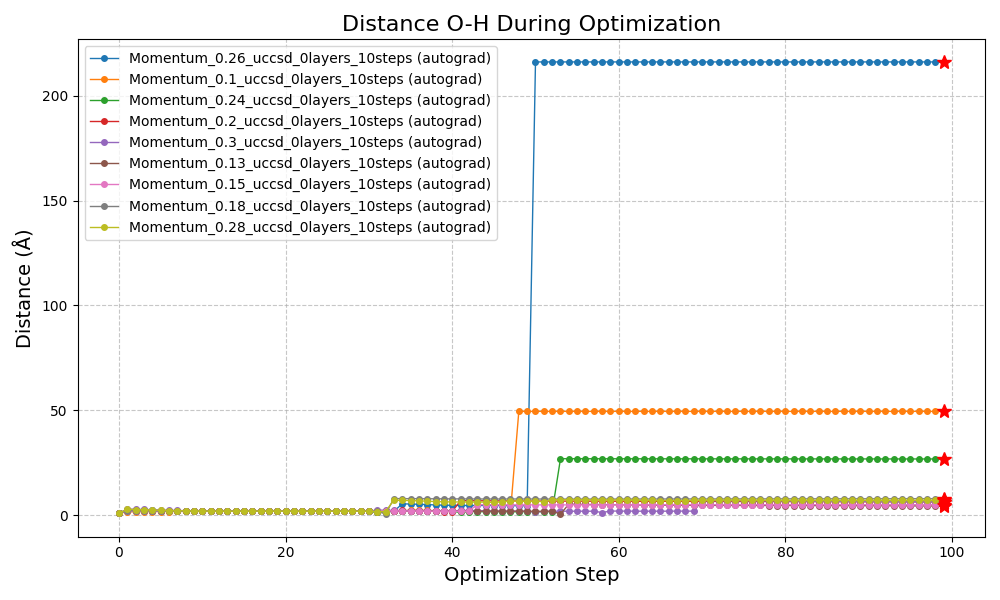 Distance O-H During Optimization
Momentum_0.26_uccsd_0layers_10steps (autograd)
Momentum_0.1_uccsd_0layers_10steps (autograd)
Momentum_0.24_uccsd_0layers_10steps (autograd)
Momentum_0.2_uccsd_0layers_10steps (autograd)
Momentum_0.3_uccsd_0layers_10steps (autograd)
Momentum_0.13_uccsd_0layers_10steps (autograd)
Momentum_0.15_uccsd_0layers_10steps (autograd)
Momentum_0.18_uccsd_0layers_10steps (autograd)
Momentum_0.28_uccsd_0layers_10steps (autograd)
Distance (Å)
200
150
100
50
0
0 20 40 60 80 100
Optimization Step